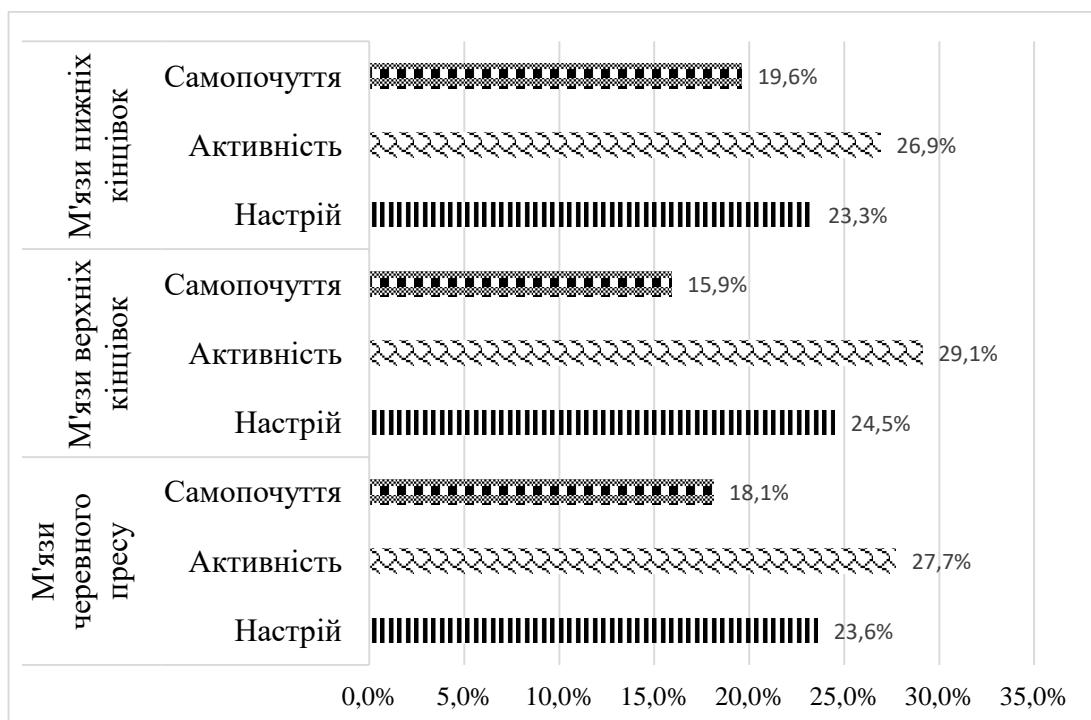 М'язи нижніх
кінцівок
Самопочуття
19,6%
Активність
26,9%
Настрій
23,3%
М'язи верхніх
кінцівок
Самопочуття
15,9%
Активність
29,1%
Настрій
24,5%
М'язи
черевного
пресу
Самопочуття
18,1%
Активність
27,7%
Настрій
23,6%
0,0% 5,0% 10,0% 15,0% 20,0% 25,0% 30,0% 35,0%